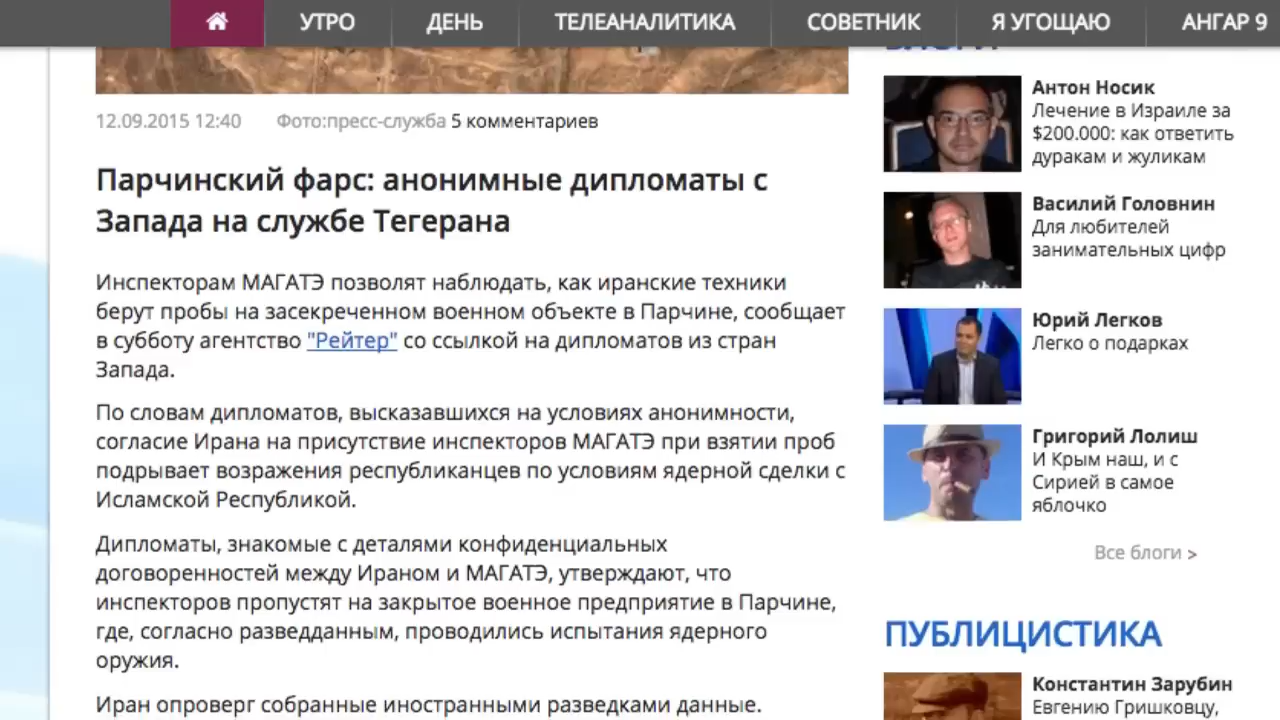 УТРО
ДЕНЬ
ТЕЛЕАНАЛИТИКА
СОВЕТНИК
Я УГОЩАЮ
АНГАР 9
12.09.2015 12:40 Фото:пресс-служба 5 комментариев
Парчинский фарс: анонимные дипломаты с
Запада на службе Тегерана
Инспекторам МАГАТЭ позволят наблюдать, как иранские техники
берут пробы на засекреченном военном объекте в Парчине, сообщает
в субботу агентство "Рейтер" со ссылкой на дипломатов из стран
Запада.
По словам дипломатов, высказавшихся на условиях анонимности,
согласие Ирана на присутствие инспекторов МАГАТЭ при взятии проб
подрывает возражения республиканцев по условиям ядерной сделки с
Исламской Республикой.
Дипломаты, знакомые с деталями конфиденциальных
договоренностей между Ираном и МАГАТЭ, утверждают, что
инспекторов пропустят на закрытое военное предприятие в Парчине,
где, согласно разведданным, проводились испытания ядерного
оружия.
Иран опроверг собранные иностранными разведками данные.
Антон Носик
Лечение в Израиле за
$200.000: как ответить
дуракам и жуликам
Василий Головнин
Для любителей
занимательных цифр
Юрий Легков
Легко о подарках
Григорий Лолиш
И Крым наш, и с
Сирией в самое
яблочко
Все блоги >
ПУБЛИЦИСТИКА
Константин Зарубин
Евгению Гришковцу,